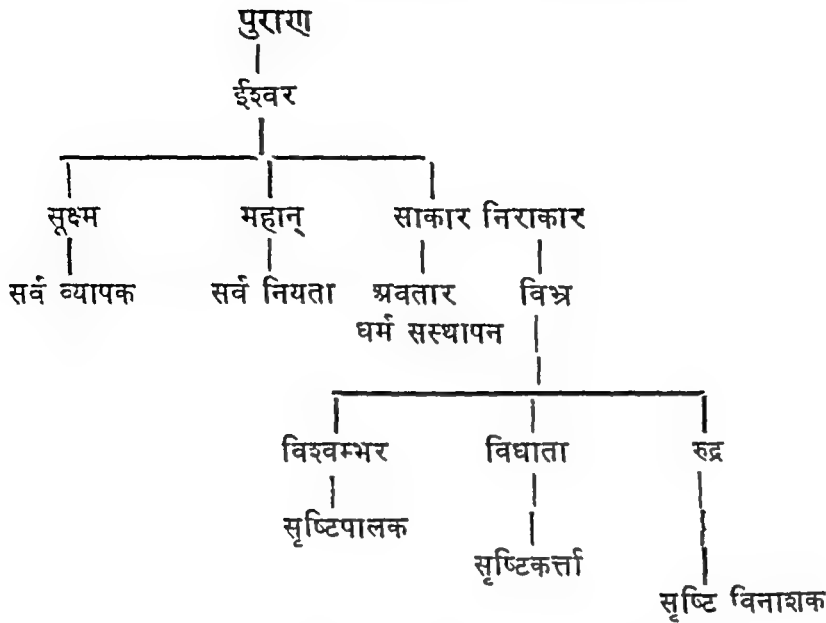 पुराण
ईश्वर
सूक्ष्म महान् साकार निराकार
सर्व व्यापक सर्व नियता अवतार विभ्र
धर्म सस्थापन
विश्वम्भर विधाता रुद्र
सृष्टिपालक
सृष्टिकर्त्ता
सृष्टि विनाशक